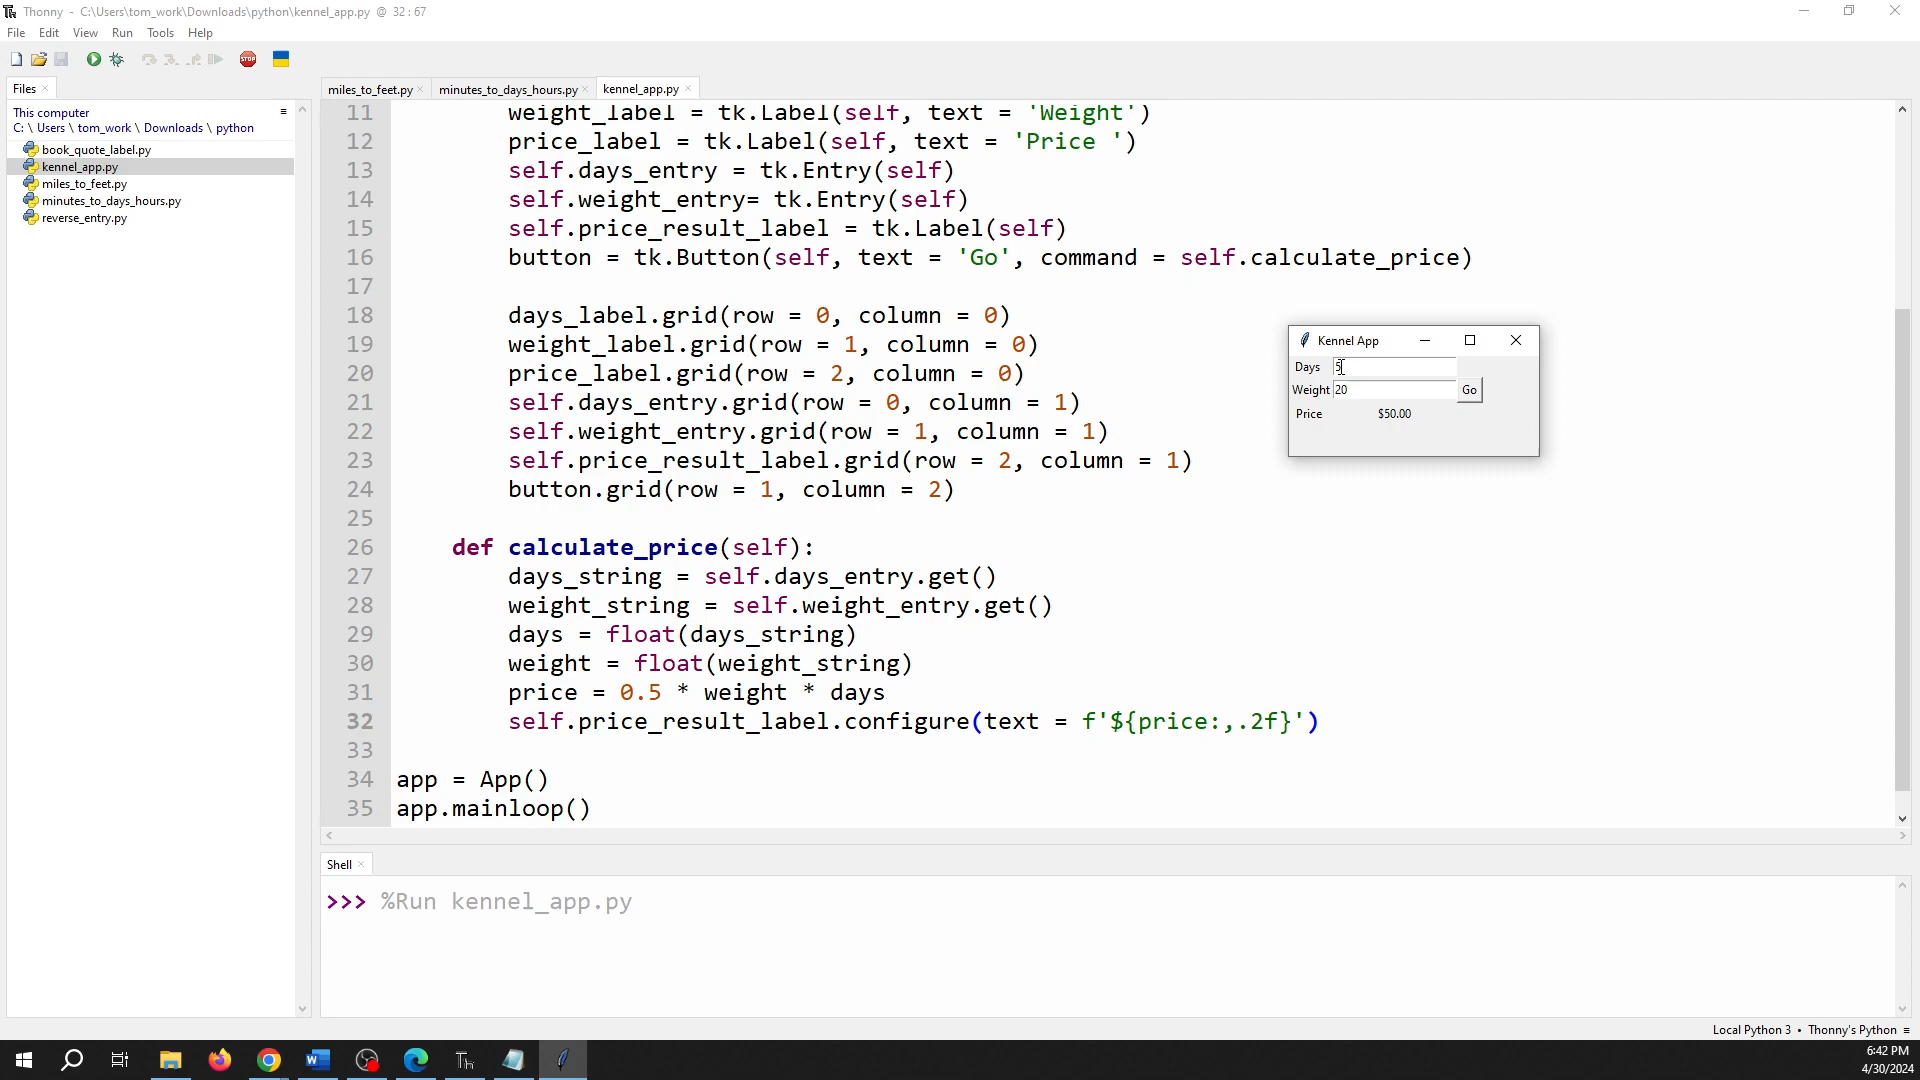 Thonny - C:\Users\tom_work\Downloads\python\kennel_app.py @ 32 : 67
File Edit View Run Tools Help
STOP
Files
miles_to_feet.py minutes_to_days_hours.py kennel_app.py
This computer
C: \ Users \ tom_work \ Downloads \ python
book_quote_label.py
kennel_app.py
miles_to_feet.py
minutes_to_days_hours.py
reverse_entry.py
11 weight_label = tk.Label(self, text = 'Weight')
12 price_label = tk.Label(self, text = 'Price ')
13 self.days_entry = tk.Entry(self)
14 self.weight_entry= tk.Entry(self)
15 self.price_result_label = tk.Label(self)
16 button = tk.Button(self, text = 'Go', command = self.calculate_price)
17
18 days_label.grid(row = 0, column = 0)
19 weight_label.grid(row = 1, column = 0)
20 price_label.grid(row = 2, column = 0)
21 self.days_entry.grid(row = 0, column = 1)
22 self.weight_entry.grid(row = 1, column = 1)
23 self.price_result_label.grid(row = 2, column = 1)
24 button.grid(row = 1, column = 2)
25
26 def calculate_price(self):
27 days_string = self.days_entry.get()
28 weight_string = self.weight_entry.get()
29 days = float(days_string)
30 weight = float(weight_string)
31 price = 0.5 * weight * days
32 self.price_result_label.configure(text = f'${price:,.2f}')
33
34 app = App()
35 app.mainloop()
Kennel App
Days 5
Weight 20 Go
Price $50.00
Shell
>>> %Run kennel_app.py
Local Python 3 • Thonny's Python ≡
6:42 PM
4/30/2024